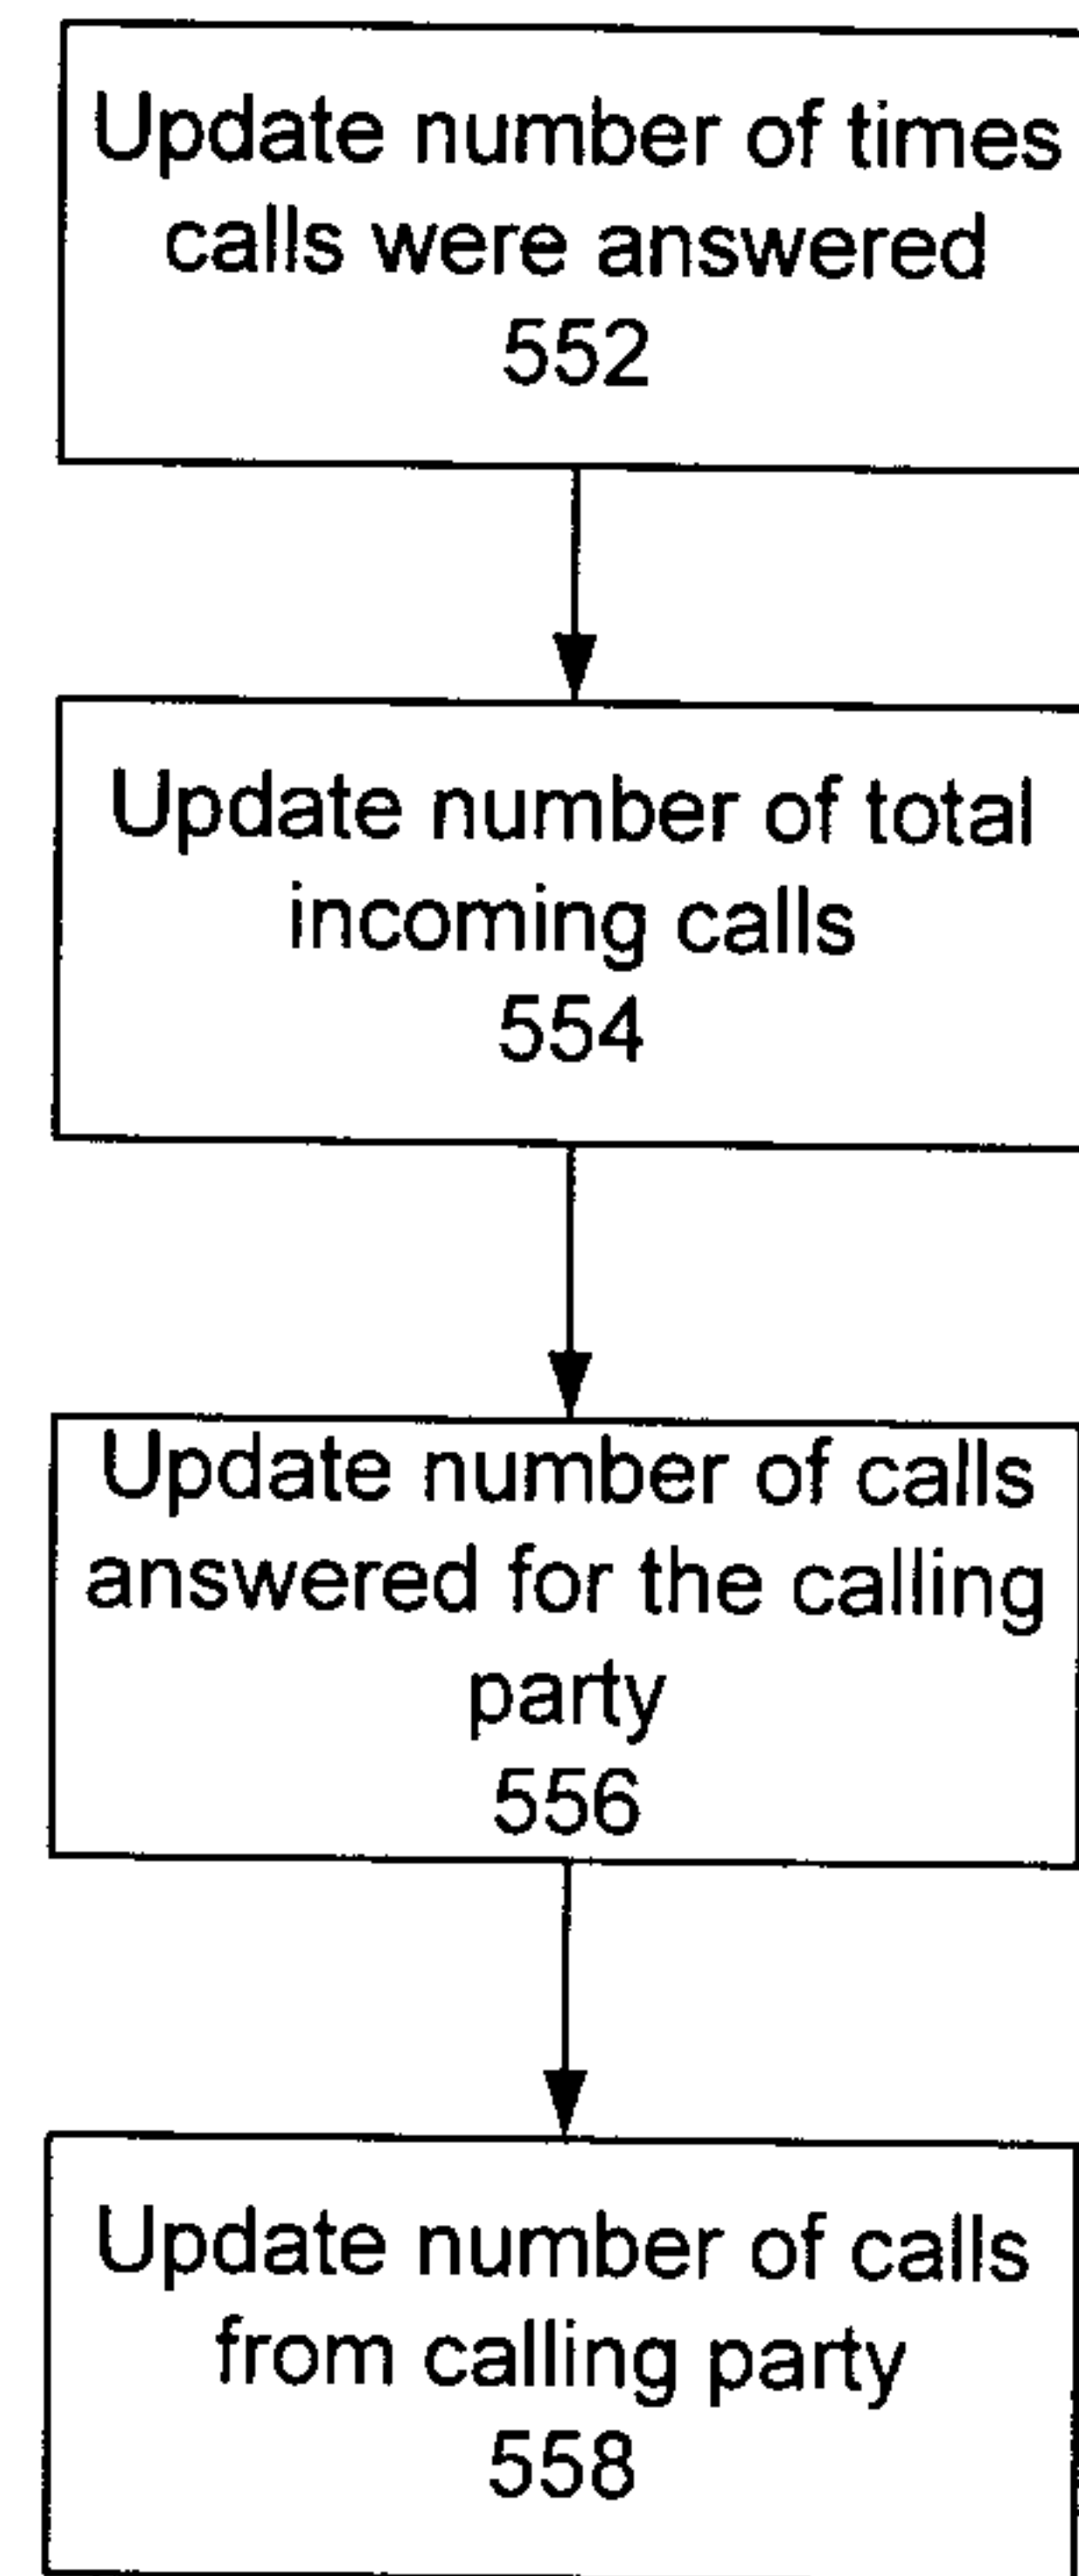 Update number of times
calls were answered
552
Update number of total
incoming calls
554
Update number of calls
answered for the calling
party
556
Update number of calls
from calling party
558